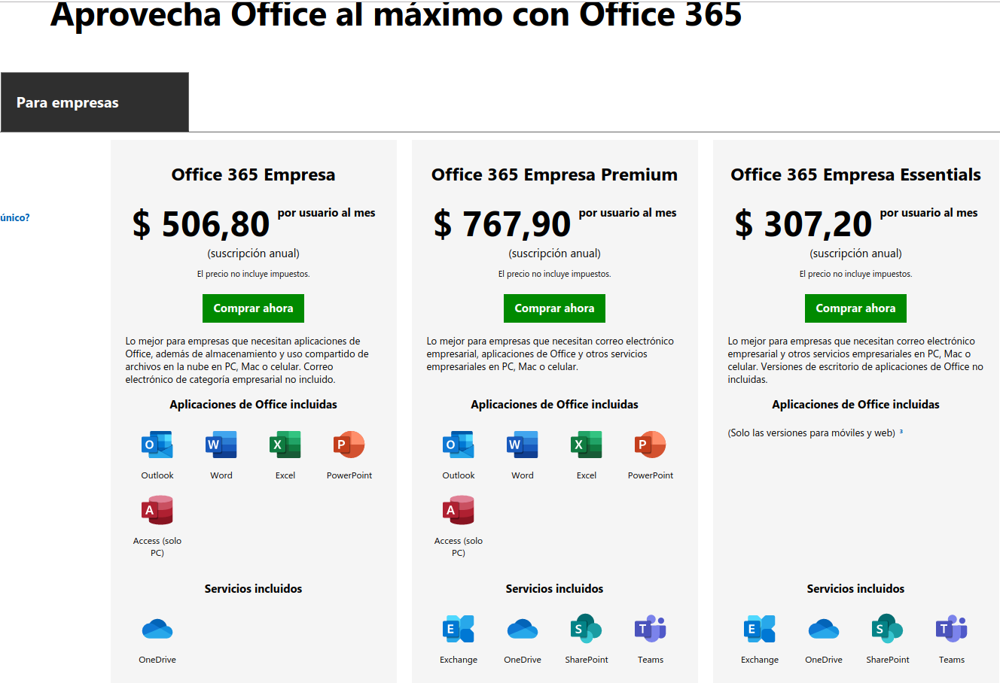 Aprovecha Office al máximo con Office 365
Para empresas
único?
Office 365 Empresa
$ 506,80 por usuario al mes
(suscripción anual)
El precio no incluye impuestos.
Comprar ahora
Lo mejor para empresas que necesitan aplicaciones de
Office, además de almacenamiento y uso compartido de
archivos en la nube en PC, Mac o celular. Correo
electrónico de categoría empresarial no incluido.
Aplicaciones de Office incluidas
Outlook
Word
Excel
PowerPoint
Access (solo
PC)
Servicios incluidos
OneDrive
Office 365 Empresa Premium
$ 767,90 por usuario al mes
(suscripción anual)
El precio no incluye impuestos.
Comprar ahora
Lo mejor para empresas que necesitan correo electrónico
empresarial, aplicaciones de Office y otros servicios
empresariales en PC, Mac o celular.
Aplicaciones de Office incluidas
Outlook
Word
Excel
PowerPoint
Access (solo
PC)
Servicios incluidos
Exchange
OneDrive
SharePoint
Teams
Office 365 Empresa Essentials
$ 307,20 por usuario al mes
(suscripción anual)
El precio no incluye impuestos.
Comprar ahora
Lo mejor para empresas que necesitan correo electrónico
empresarial y otros servicios empresariales en PC, Mac o
celular. Versiones de escritorio de aplicaciones de Office no
incluidas.
Aplicaciones de Office incluidas
(Solo las versiones para móviles y web) ³
Servicios incluidos
Exchange
OneDrive
SharePoint
Teams